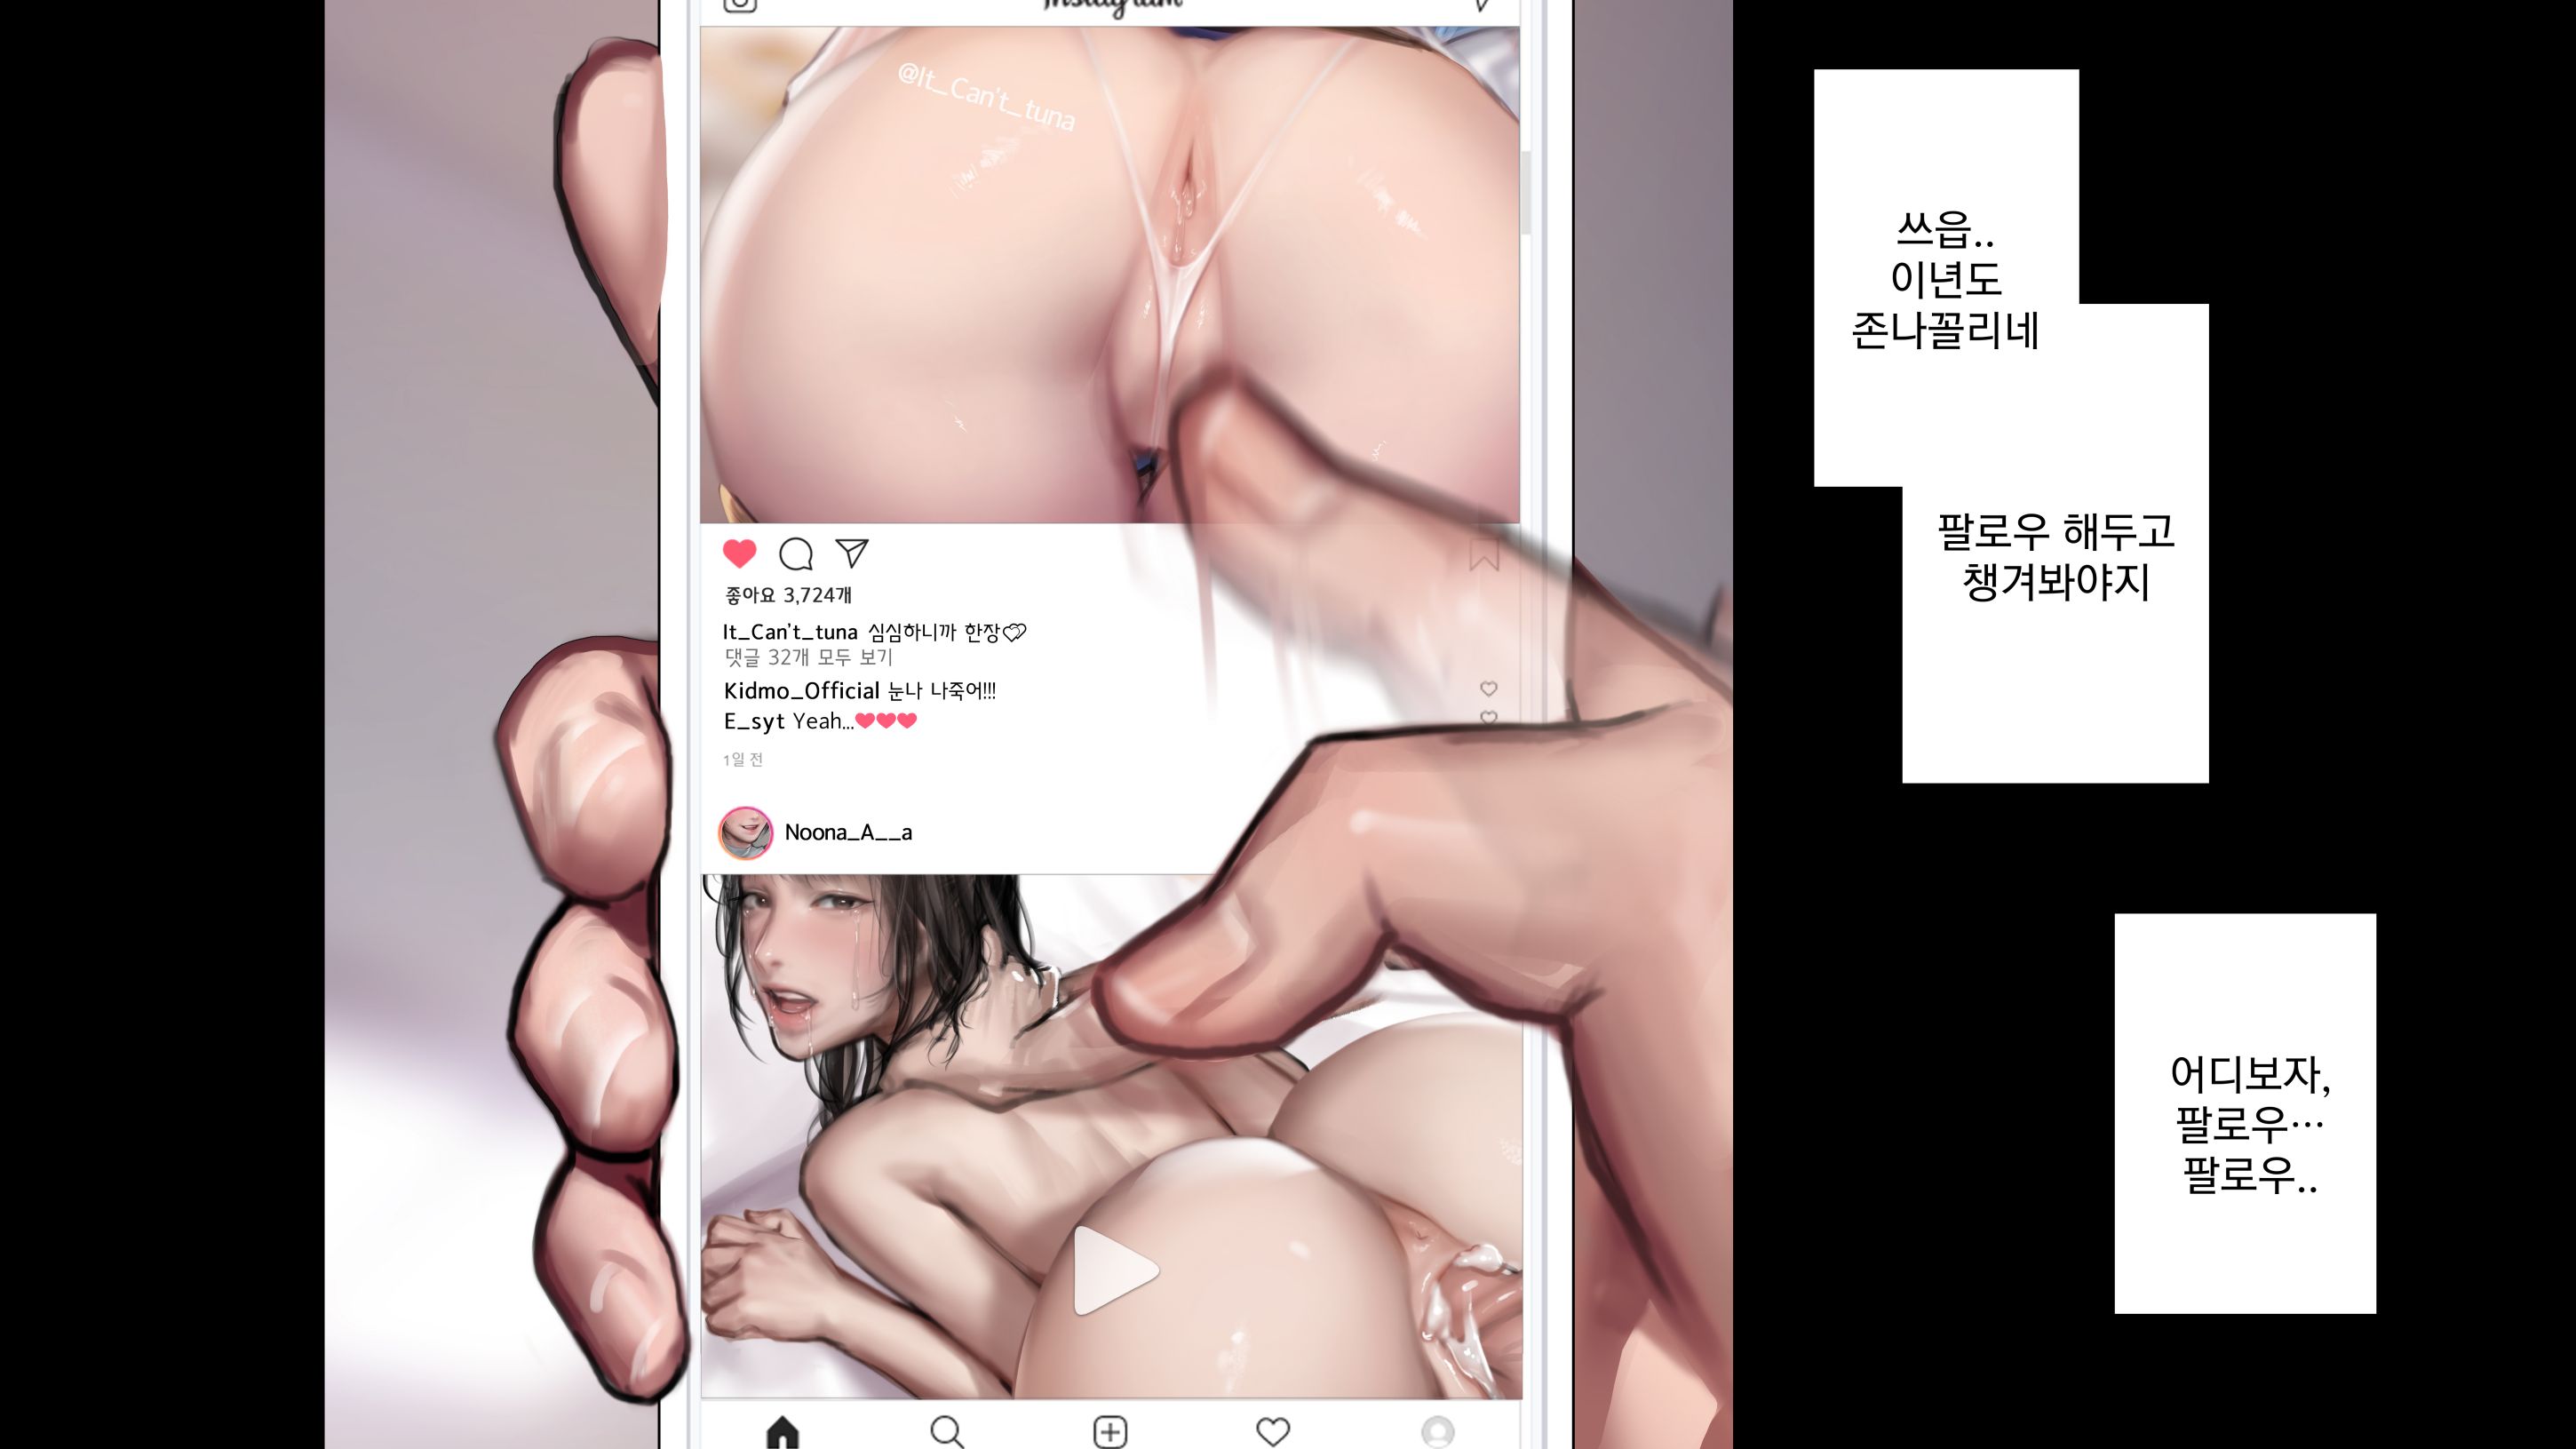 Instagram
@It_Can't_tuna
좋아요 3,724개
It_Can't_tuna 심심하니까 한장
댓글 32개 모두 보기
Kidmo_Official 눈나 나죽어!!!
E_syt Yeah...❤❤❤
1일 전
Noona_A__a
쓰읍..
이년도
존나꼴리네
팔로우 해두고
챙겨봐야지
어디보자,
팔로우…
팔로우..